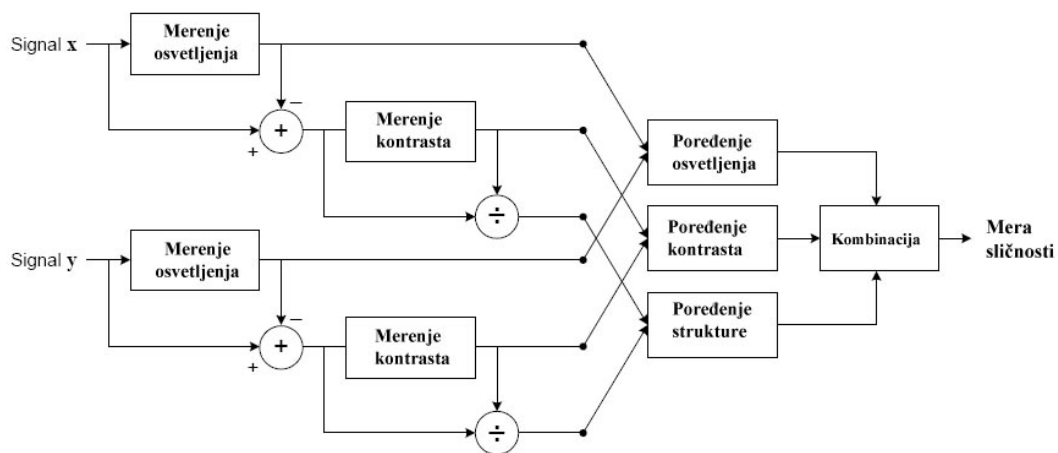 Signal x
Merenje
osvetljenja
−
+
+
Merenje
kontrasta
÷
Signal y
Merenje
osvetljenja
−
+
+
Merenje
kontrasta
÷
Poređenje
osvetljenja
Poređenje
kontrasta
Poređenje
strukture
Kombinacija
Mera
sličnosti